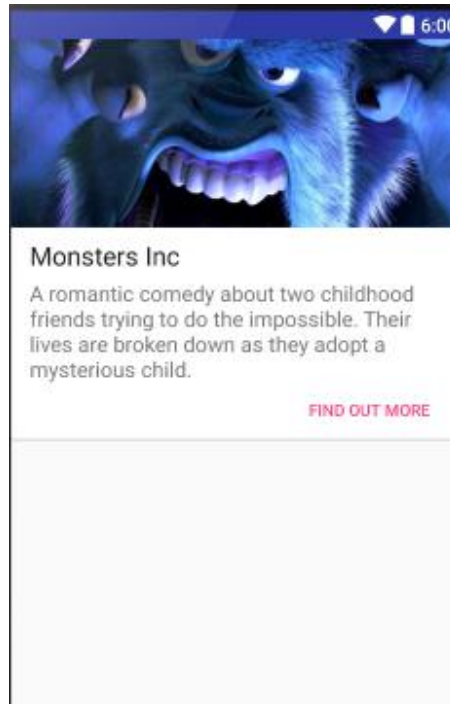 6:00
Monsters Inc
A romantic comedy about two childhood
friends trying to do the impossible. Their
lives are broken down as they adopt a
mysterious child.
FIND OUT MORE